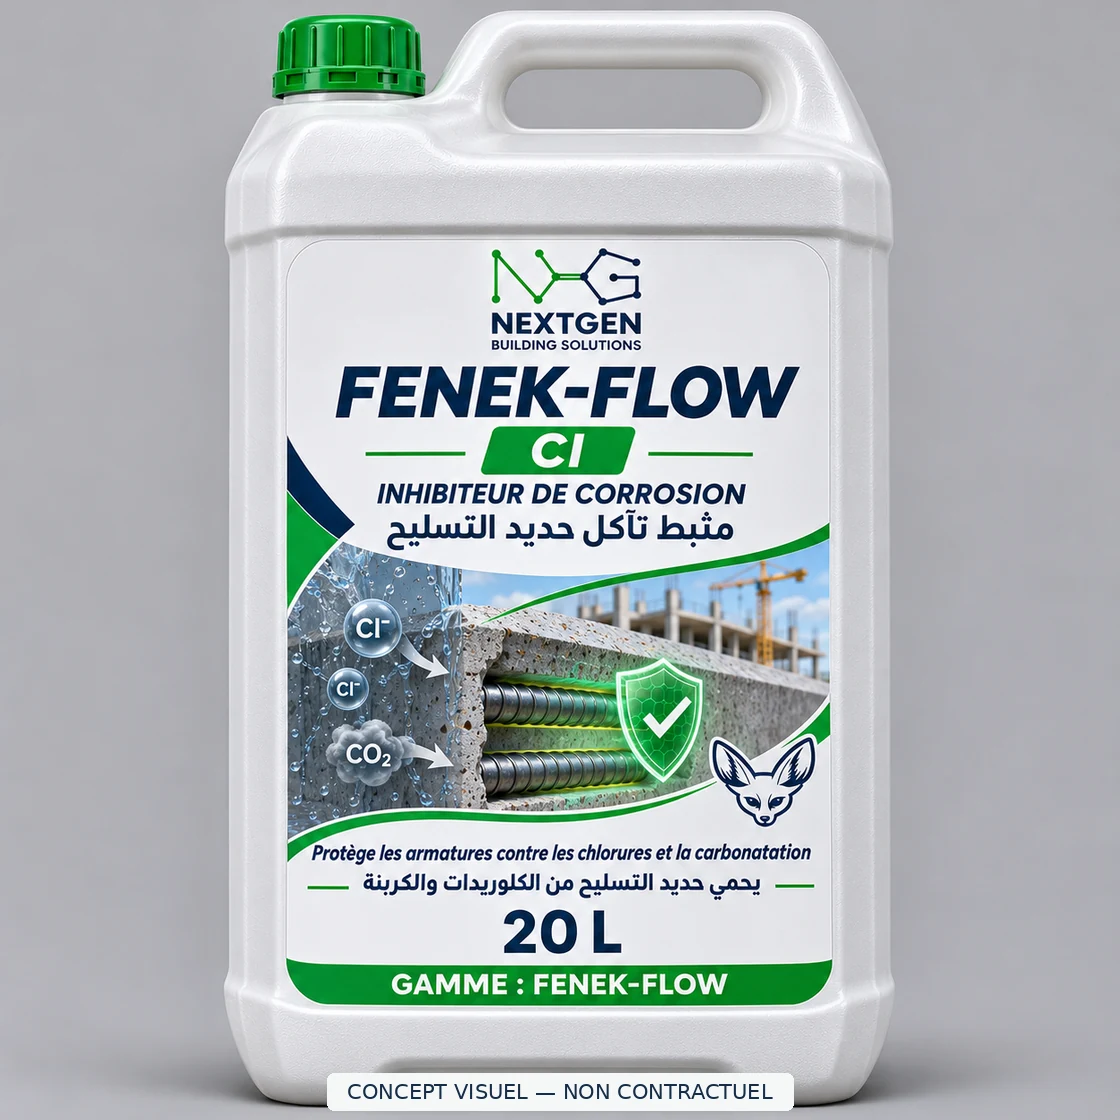 NEXTGEN
BUILDING SOLUTIONS
FENEK-FLOW
CI
INHIBITEUR DE CORROSION
مثبط تآكل حديد التسليح
Cl⁻
Cl⁻
CO₂
Protège les armatures contre les chlorures et la carbonatation
يحمي حديد التسليح من الكلوريدات والكربنة
20 L
GAMME : FENEK-FLOW
CONCEPT VISUEL — NON CONTRACTUEL